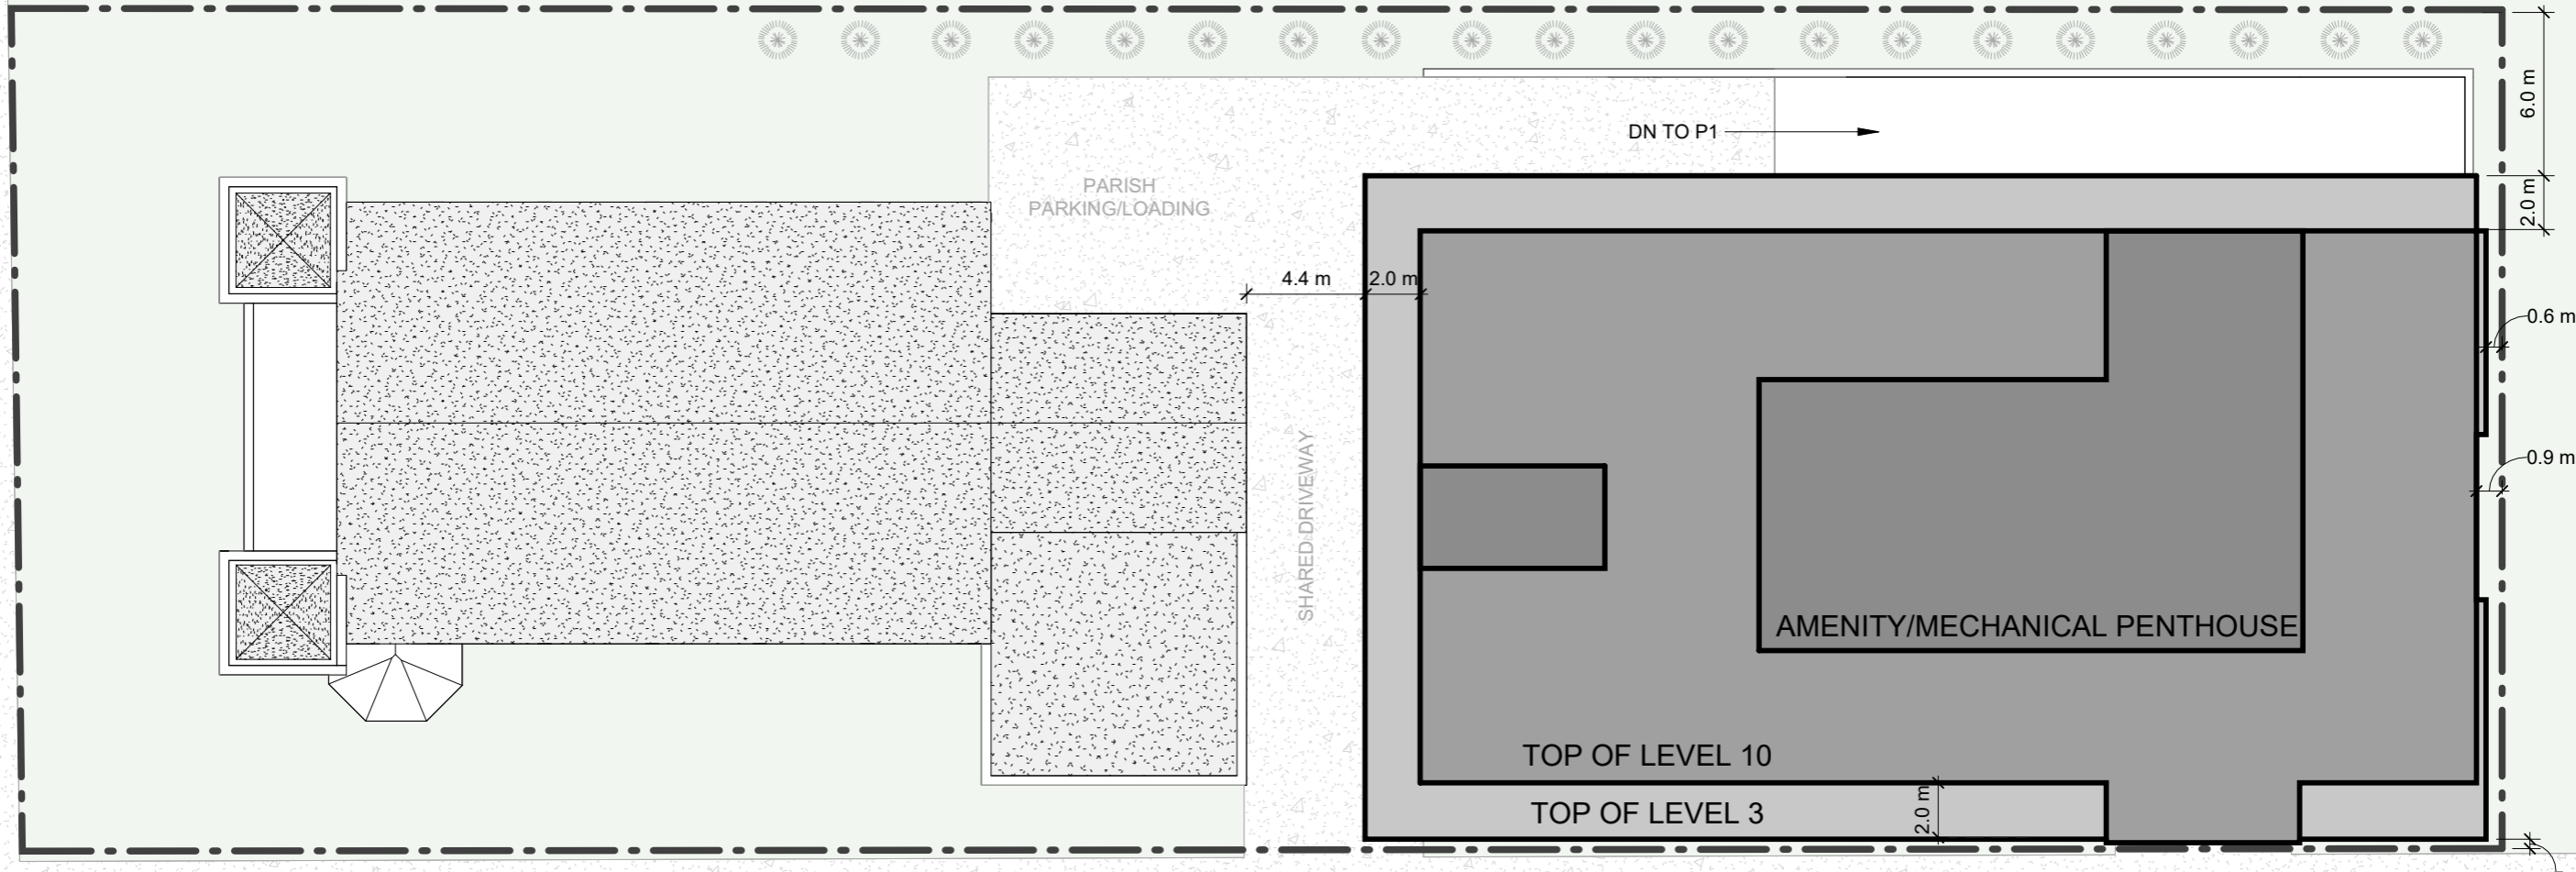 6.0 m
DN TO P1
PARISH
PARKING/LOADING
2.0 m
4.4 m
2.0 m
0.6 m
0.9 m
SHARED DRIVEWAY
AMENITY/MECHANICAL PENTHOUSE
TOP OF LEVEL 10
TOP OF LEVEL 3
2.0 m